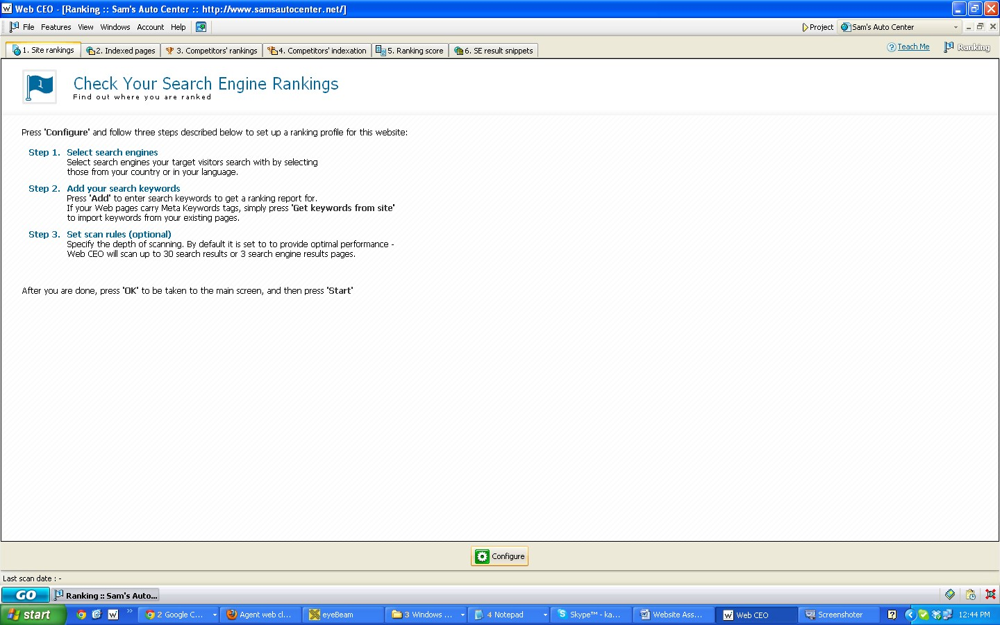 Web CEO - [Ranking :: Sam's Auto Center :: http://www.samsautocenter.net/]
File Features View Windows Account Help
Project Sam's Auto Center
1. Site rankings 2. Indexed pages 3. Competitors' rankings 4. Competitors' indexation 5. Ranking score 6. SE result snippets
Teach Me Ranking
Check Your Search Engine Rankings
Find out where you are ranked
Press 'Configure' and follow three steps described below to set up a ranking profile for this website:
Step 1. Select search engines
Select search engines your target visitors search with by selecting
those from your country or in your language.
Step 2. Add your search keywords
Press 'Add' to enter search keywords to get a ranking report for.
If your Web pages carry Meta Keywords tags, simply press 'Get keywords from site'
to import keywords from your existing pages.
Step 3. Set scan rules (optional)
Specify the depth of scanning. By default it is set to to provide optimal performance -
Web CEO will scan up to 30 search results or 3 search engine results pages.
After you are done, press 'OK' to be taken to the main screen, and then press 'Start'
Configure
Last scan date : -
GO Ranking :: Sam's Auto...
start 2 Google C... Agent web cl... eyeBeam 3 Windows ... 4 Notepad Skype™ - ka... Website Ass... Web CEO Screenshoter 12:44 PM